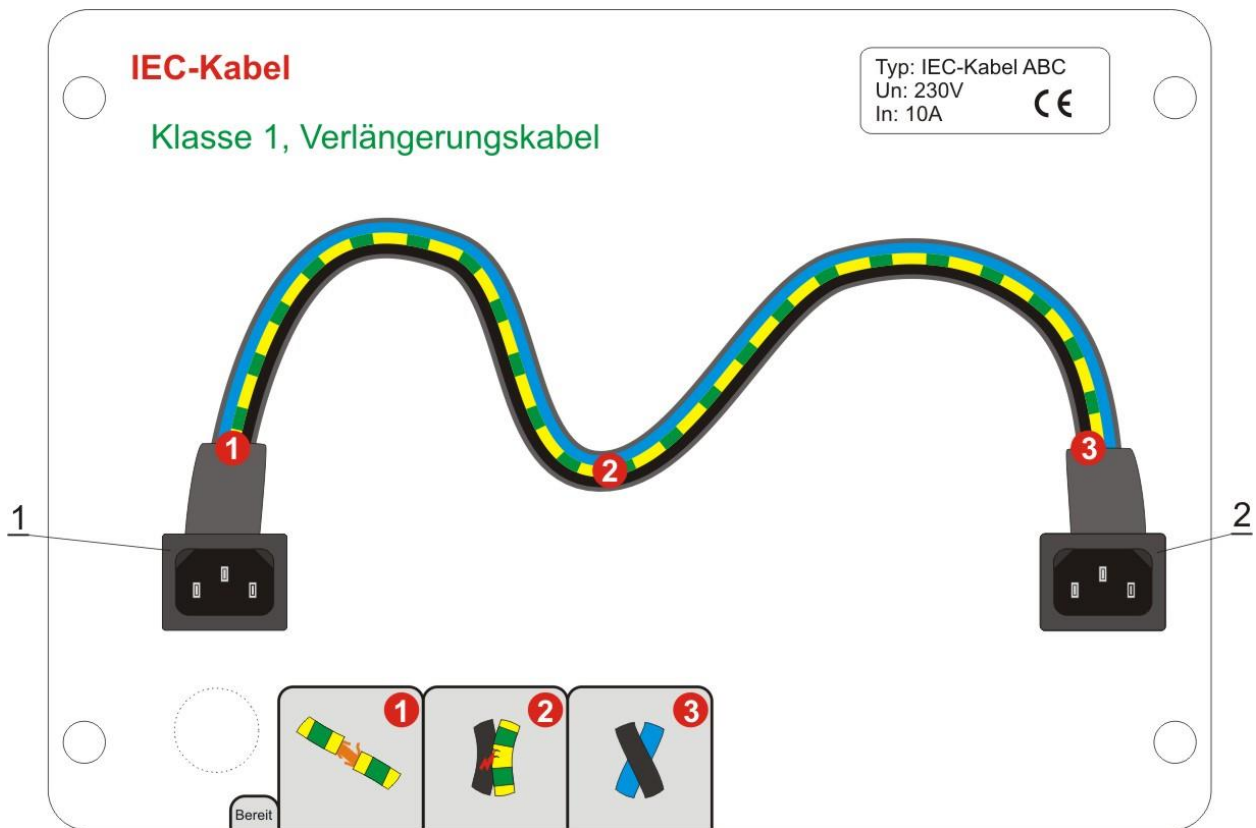 IEC-Kabel
Klasse 1, Verlängerungskabel
Typ: IEC-Kabel ABC
Un: 230V
In: 10A
CE
1
2
3
1
2
1
2
3
Bereit